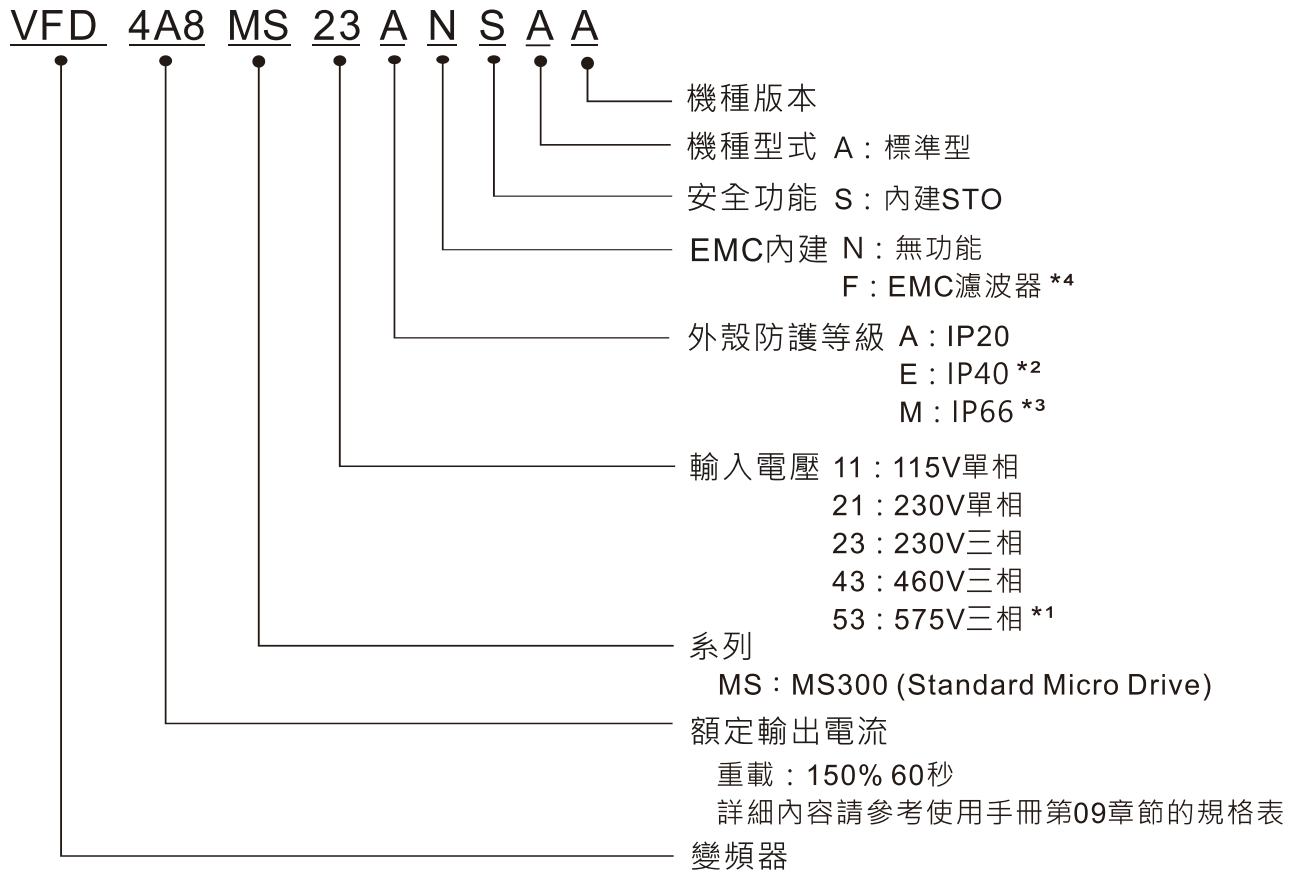 VFD 4A8 MS 23 A N S A A
機種版本
機種型式 A：標準型
安全功能 S：內建STO
EMC內建 N：無功能
F：EMC濾波器 *⁴
外殼防護等級 A：IP20
E：IP40 *²
M：IP66 *³
輸入電壓 11：115V單相
21：230V單相
23：230V三相
43：460V三相
53：575V三相 *¹
系列
MS：MS300 (Standard Micro Drive)
額定輸出電流
重載：150% 60秒
詳細內容請參考使用手冊第09章節的規格表
變頻器